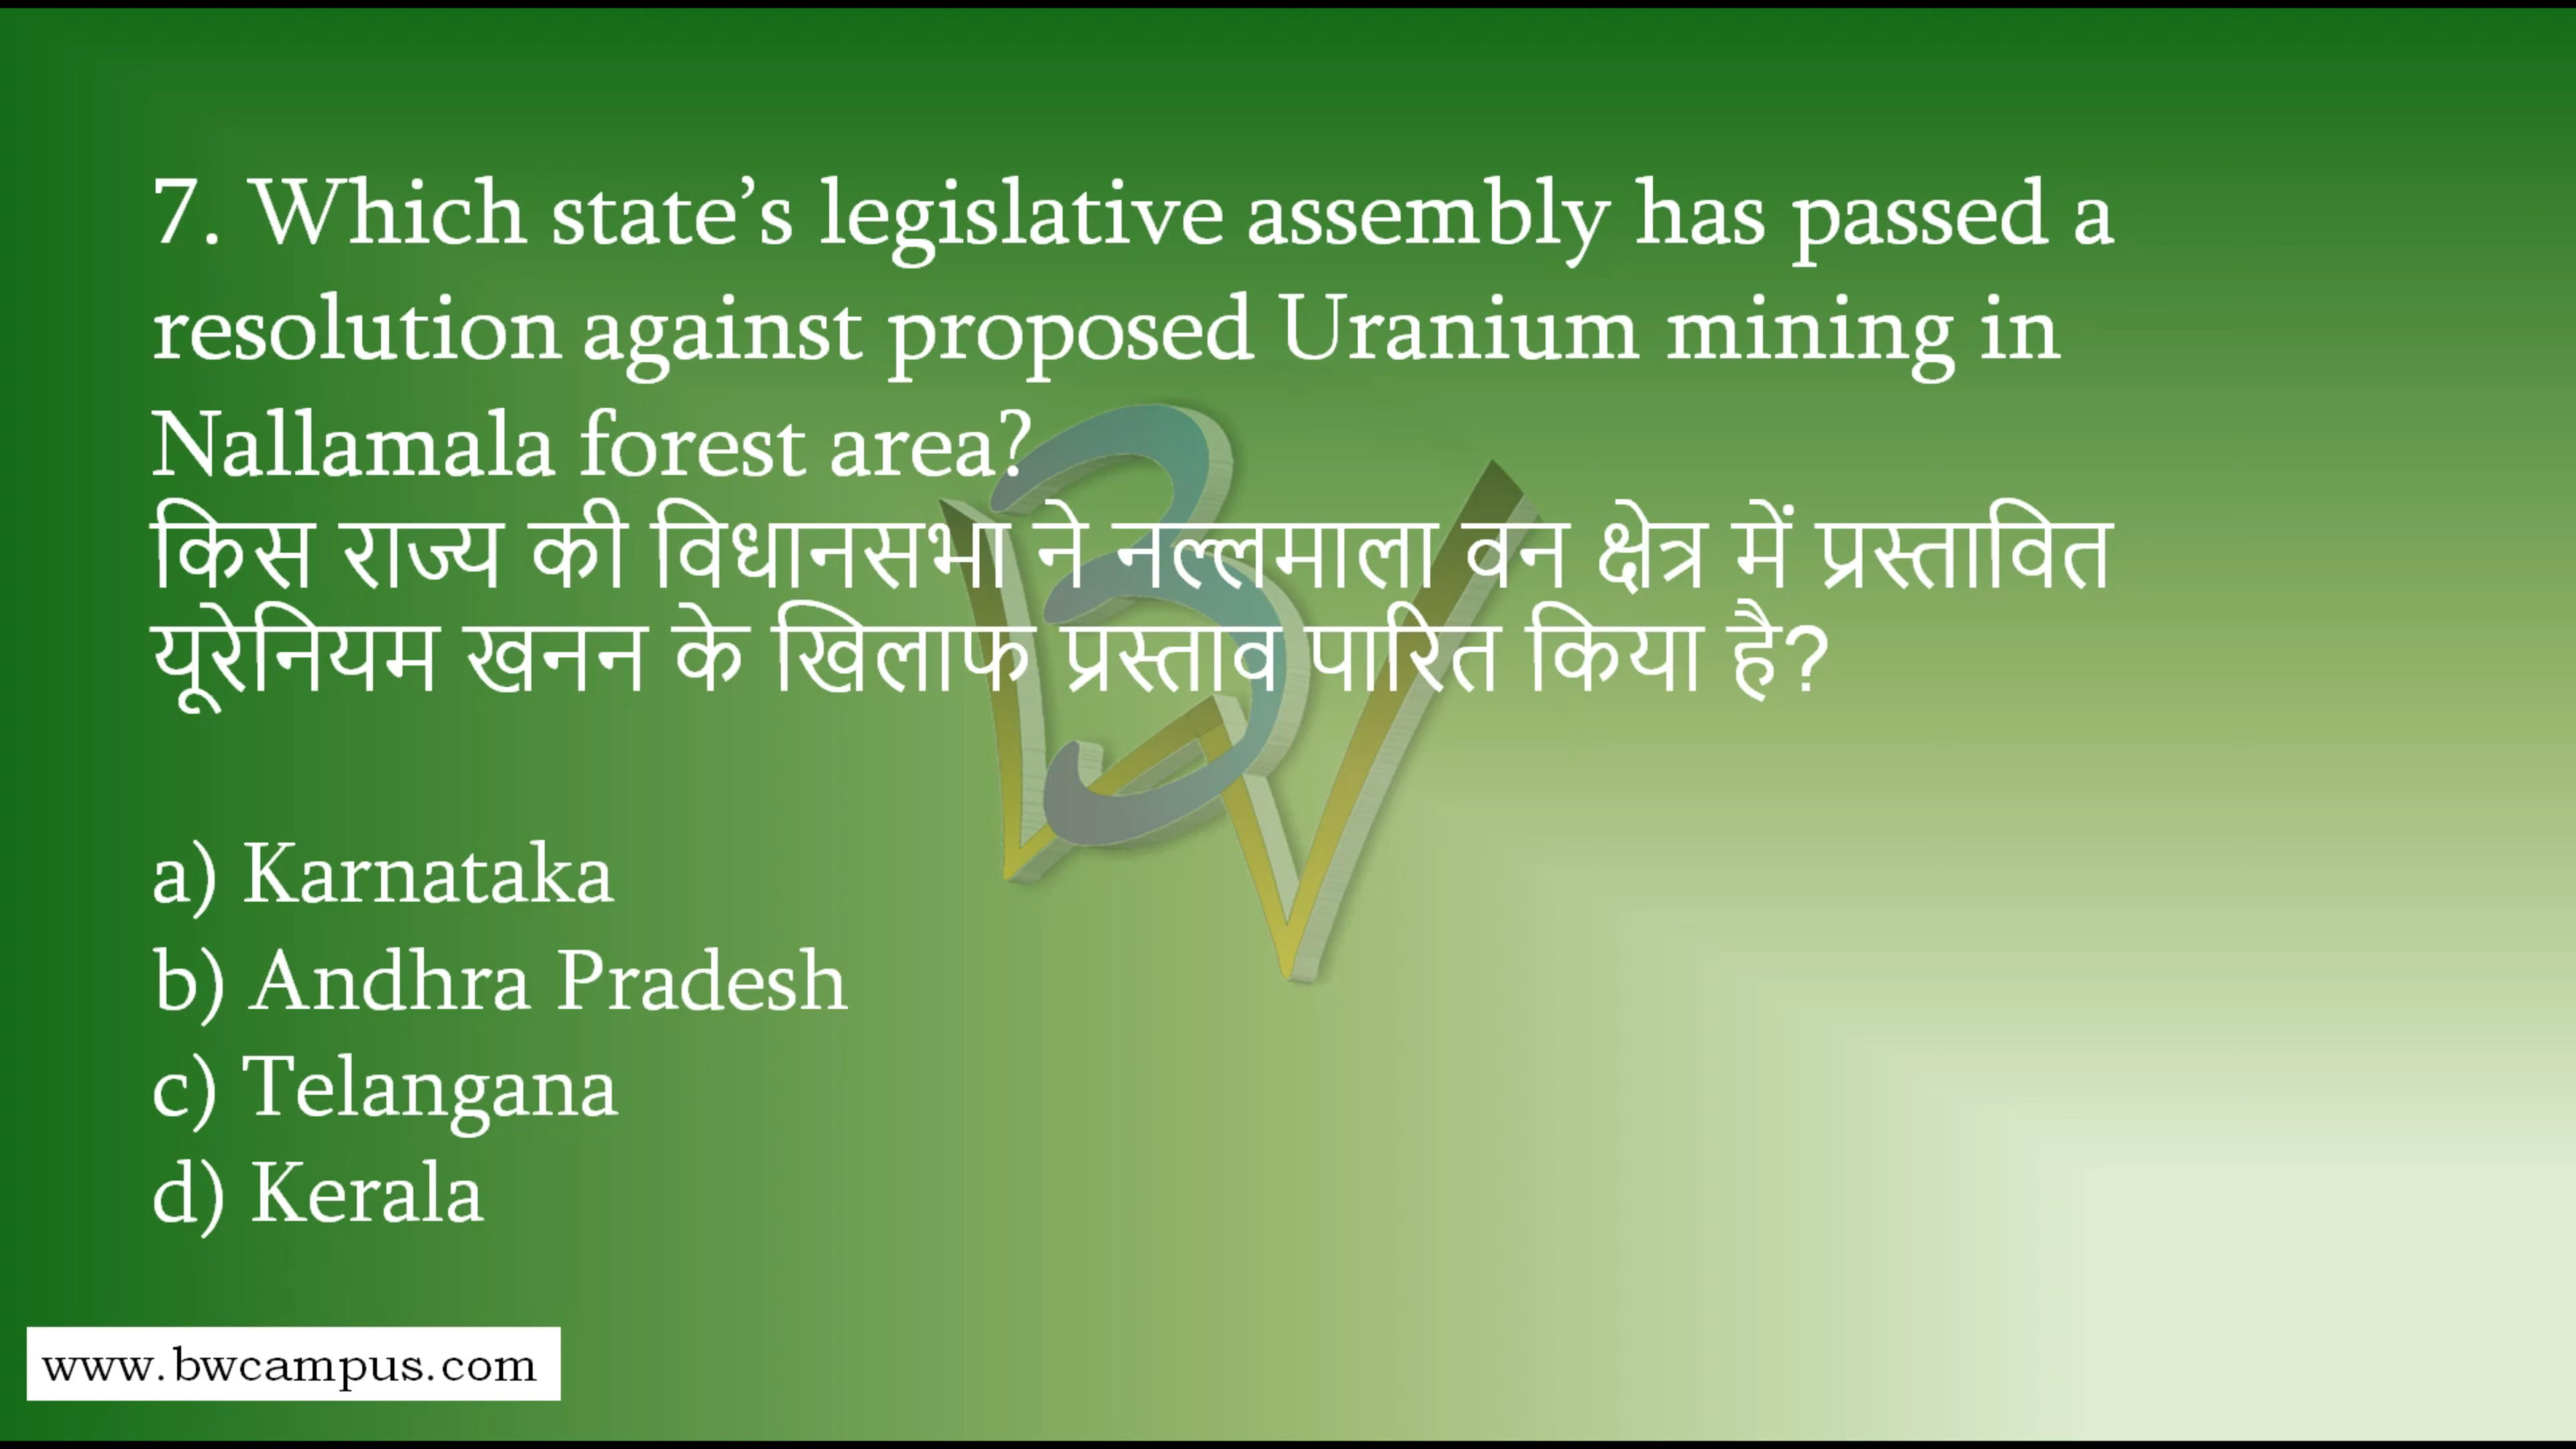 7. Which state’s legislative assembly has passed a
resolution against proposed Uranium mining in
Nallamala forest area?
किस राज्य की विधानसभा ने नल्लमाला वन क्षेत्र में प्रस्तावित
यूरेनियम खनन के खिलाफ प्रस्ताव पारित किया है?
a) Karnataka
b) Andhra Pradesh
c) Telangana
d) Kerala
www.bwcampus.com